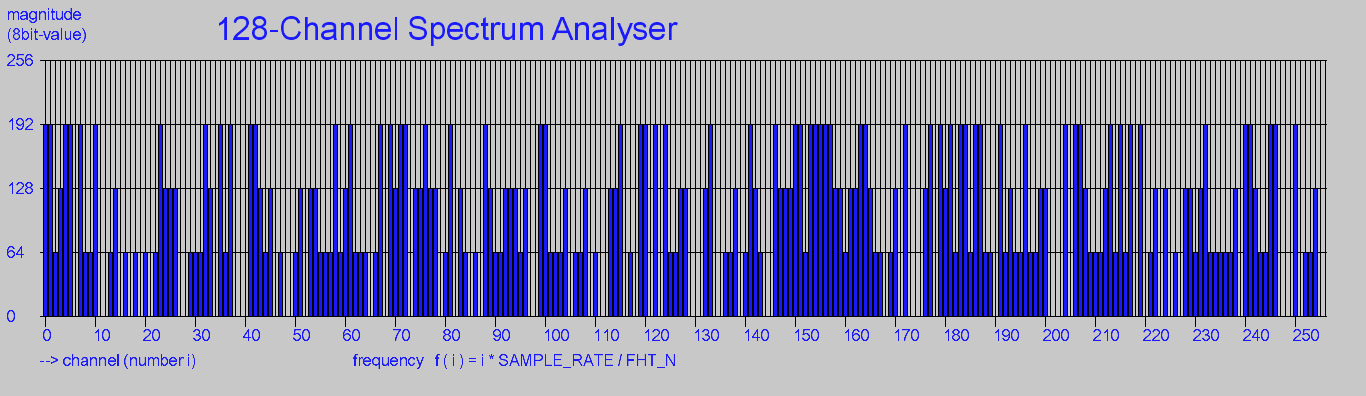 magnitude
(8bit-value)
128-Channel Spectrum Analyser
256
192
128
64
0
0 10 20 30 40 50 60 70 80 90 100 110 120 130 140 150 160 170 180 190 200 210 220 230 240 250
--> channel (number i) frequency f ( i ) = i * SAMPLE_RATE / FHT_N